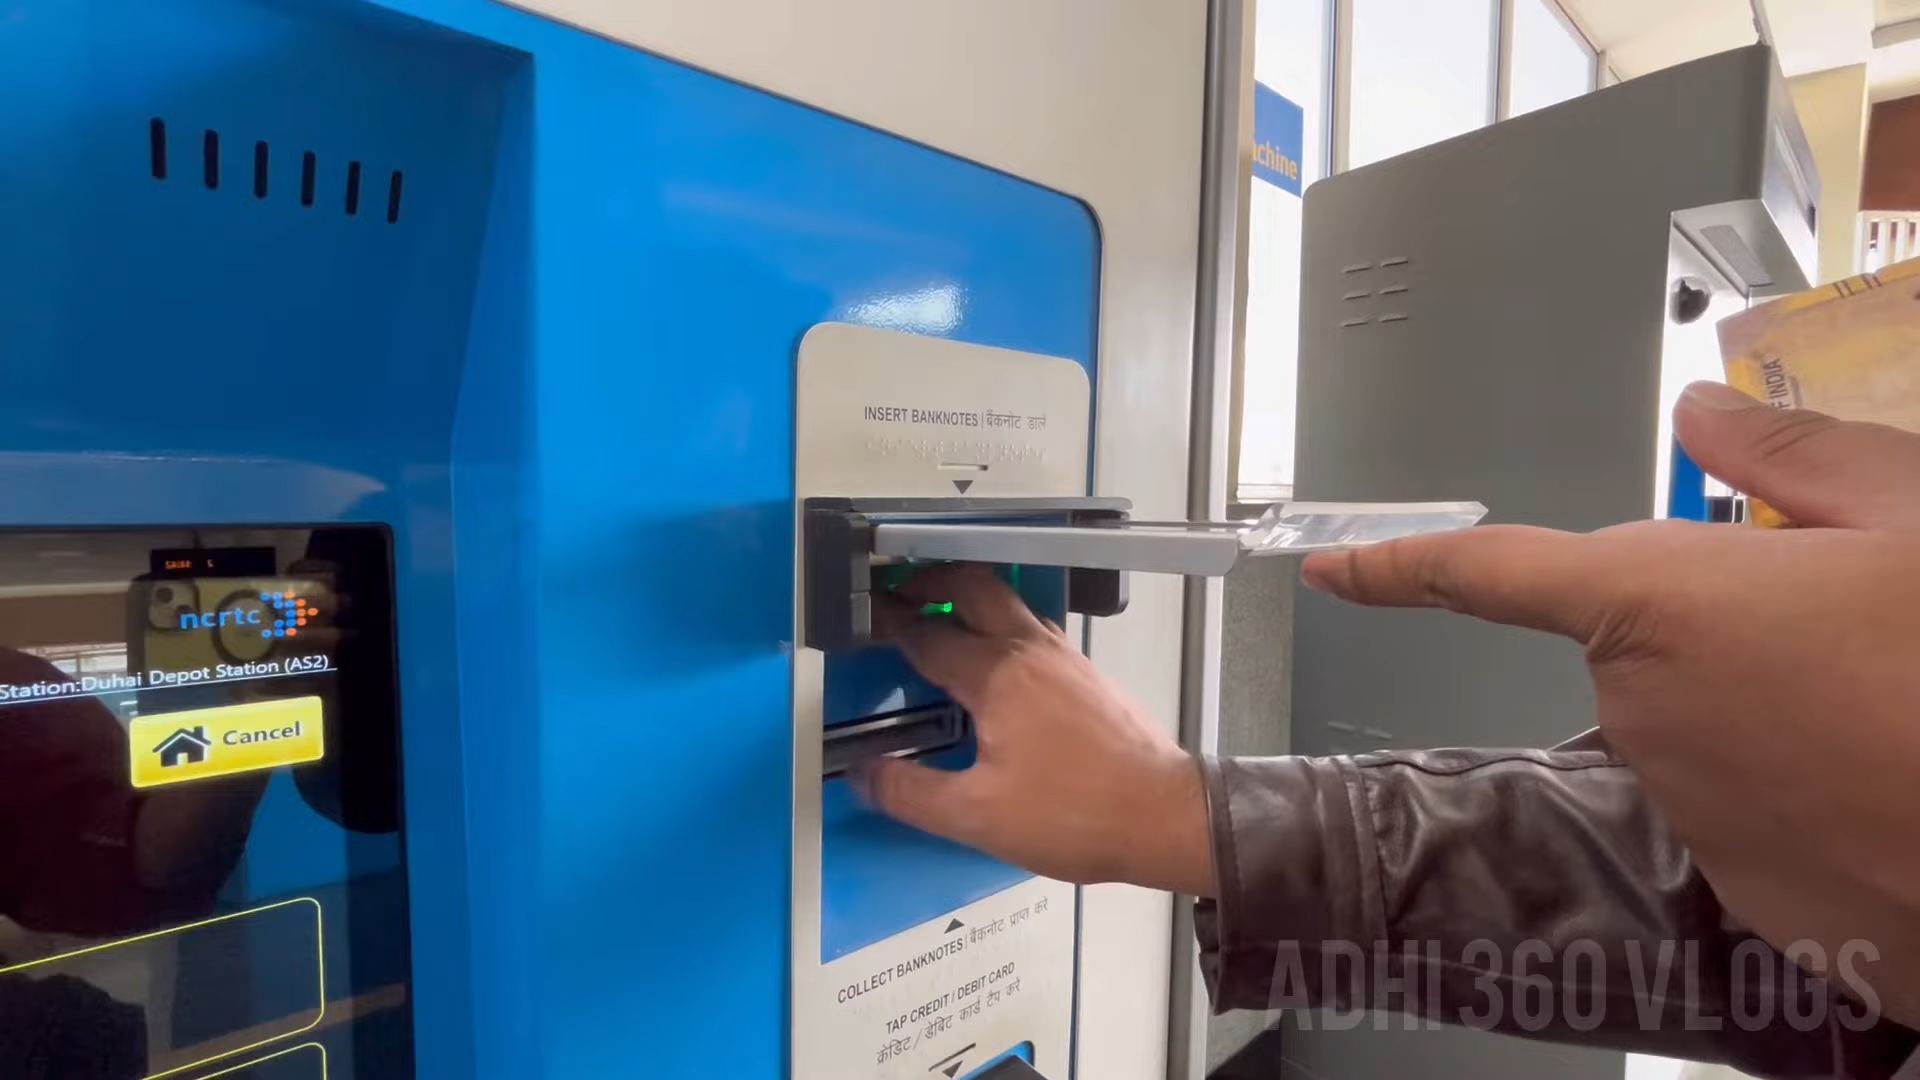 achine
F INDIA
INSERT BANKNOTES | बैंकनोट डालें
ncrtc
Station:Duhai Depot Station (AS2)
Cancel
COLLECT BANKNOTES | बैंकनोट प्राप्त करें
TAP CREDIT / DEBIT CARD
क्रेडिट / डेबिट कार्ड टैप करें
ADHI 360 VLOGS